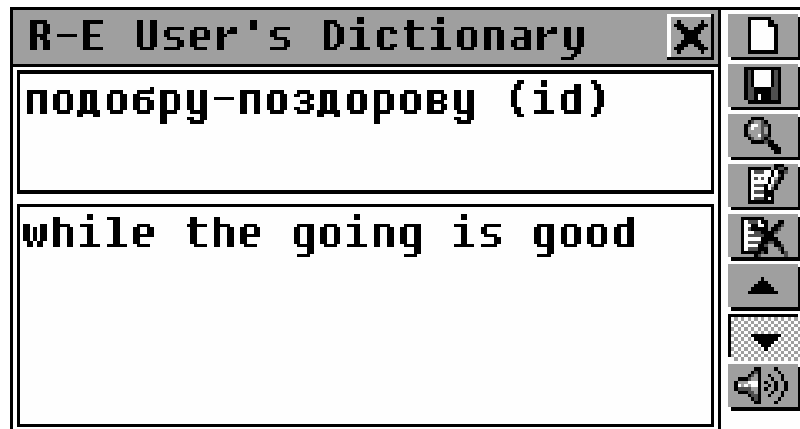 R-E User's Dictionary
подобру-поздорову (id)
while the going is good